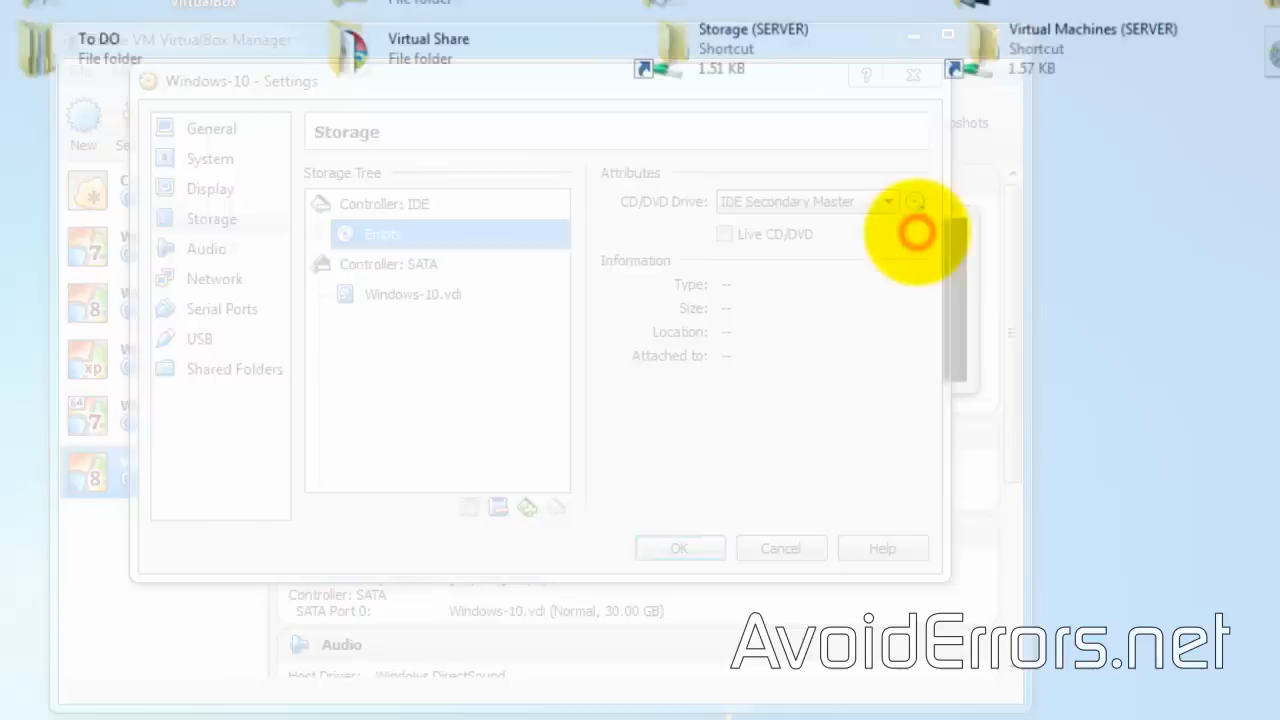 VirtualBox
File folder
To DO
File folder
Virtual Share
File folder
Storage (SERVER)
Shortcut
1.51 KB
Virtual Machines (SERVER)
Shortcut
1.57 KB
VM VirtualBox Manager
Windows-10 - Settings
New
General
System
Display
Storage
Audio
Network
Serial Ports
USB
Shared Folders
Storage
Storage Tree
Controller: IDE
Empty
Controller: SATA
Windows-10.vdi
Attributes
CD/DVD Drive: IDE Secondary Master
Live CD/DVD
Information
Type: --
Size: --
Location: --
Attached to: --
OK
Cancel
Help
Controller: SATA
SATA Port 0: Windows-10.vdi (Normal, 30.00 GB)
Audio
Host Driver: Windows DirectSound
AvoidErrors.net